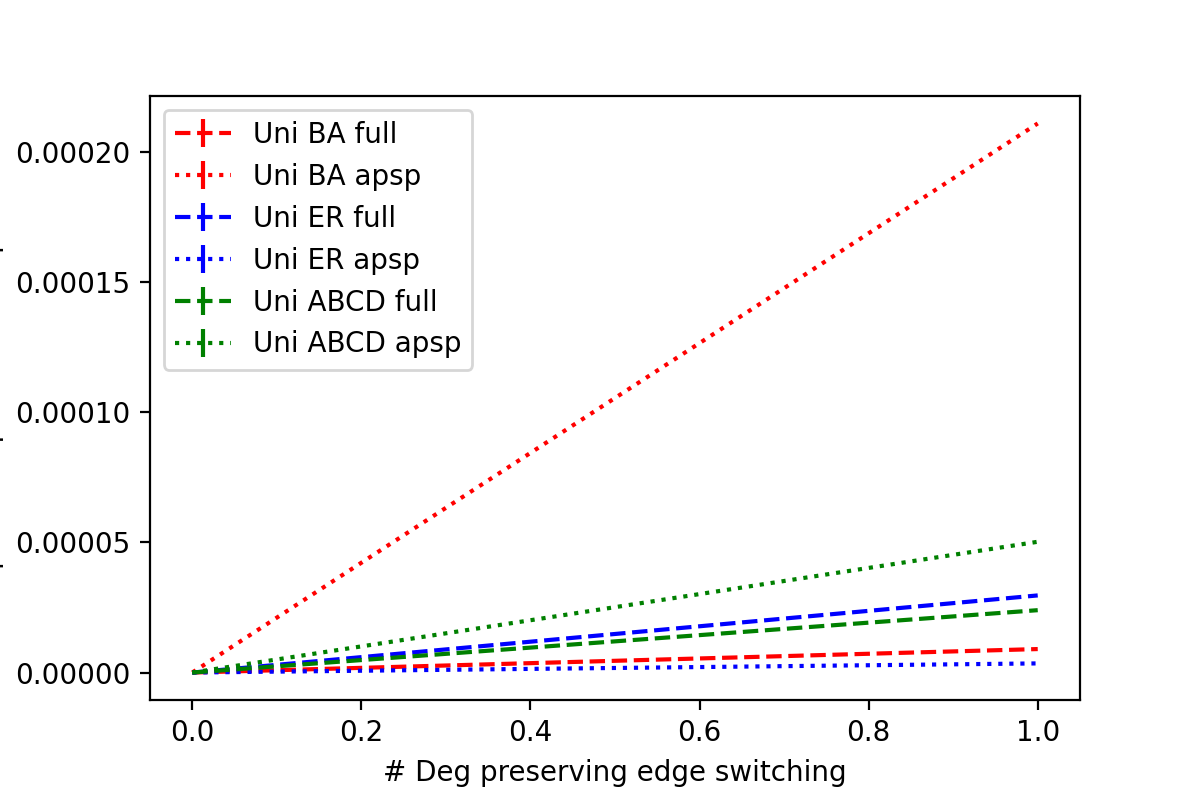 Uni BA full
Uni BA apsp
Uni ER full
Uni ER apsp
Uni ABCD full
Uni ABCD apsp
0.00020
0.00015
0.00010
0.00005
0.00000
0.0 0.2 0.4 0.6 0.8 1.0
# Deg preserving edge switching